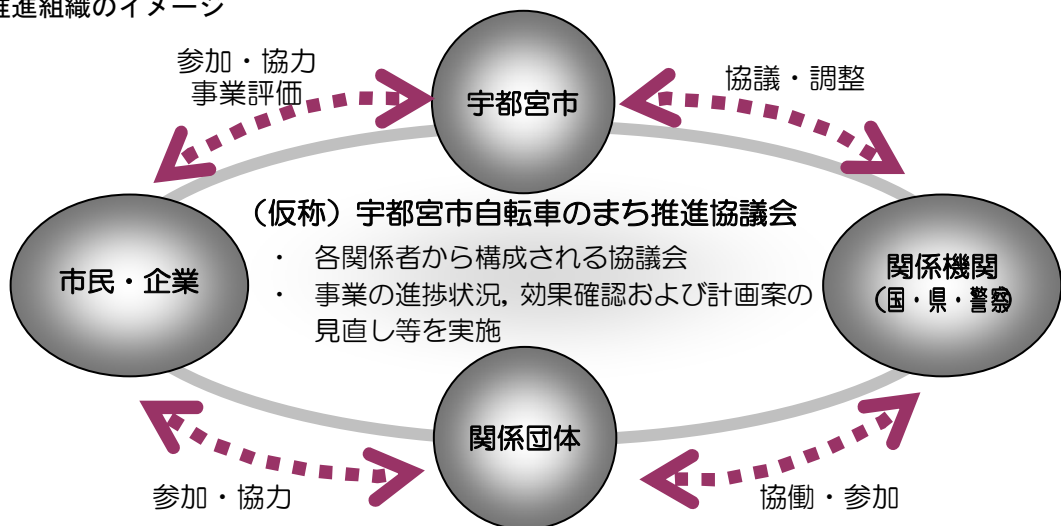 推進組織のイメージ
参加・協力
事業評価
宇都宮市
協議・調整
（仮称）宇都宮市自転車のまち推進協議会
・ 各関係者から構成される協議会
・ 事業の進捗状況，効果確認および計画案の
見直し等を実施
市民・企業
関係機関
（国・県・警察）
関係団体
参加・協力
協働・参加